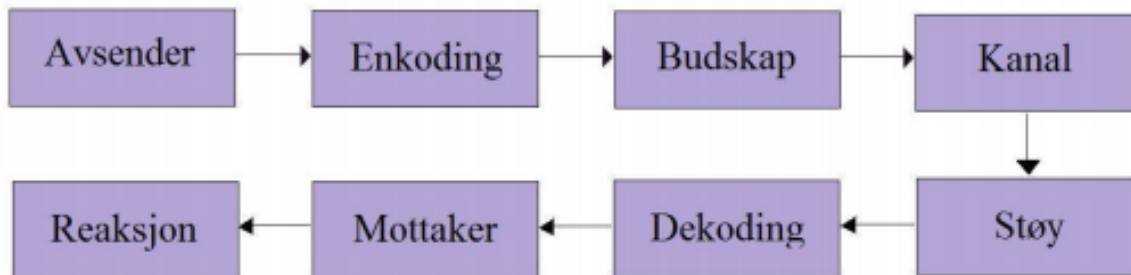 Avsender
Enkoding
Budskap
Kanal
Støy
Dekoding
Mottaker
Reaksjon